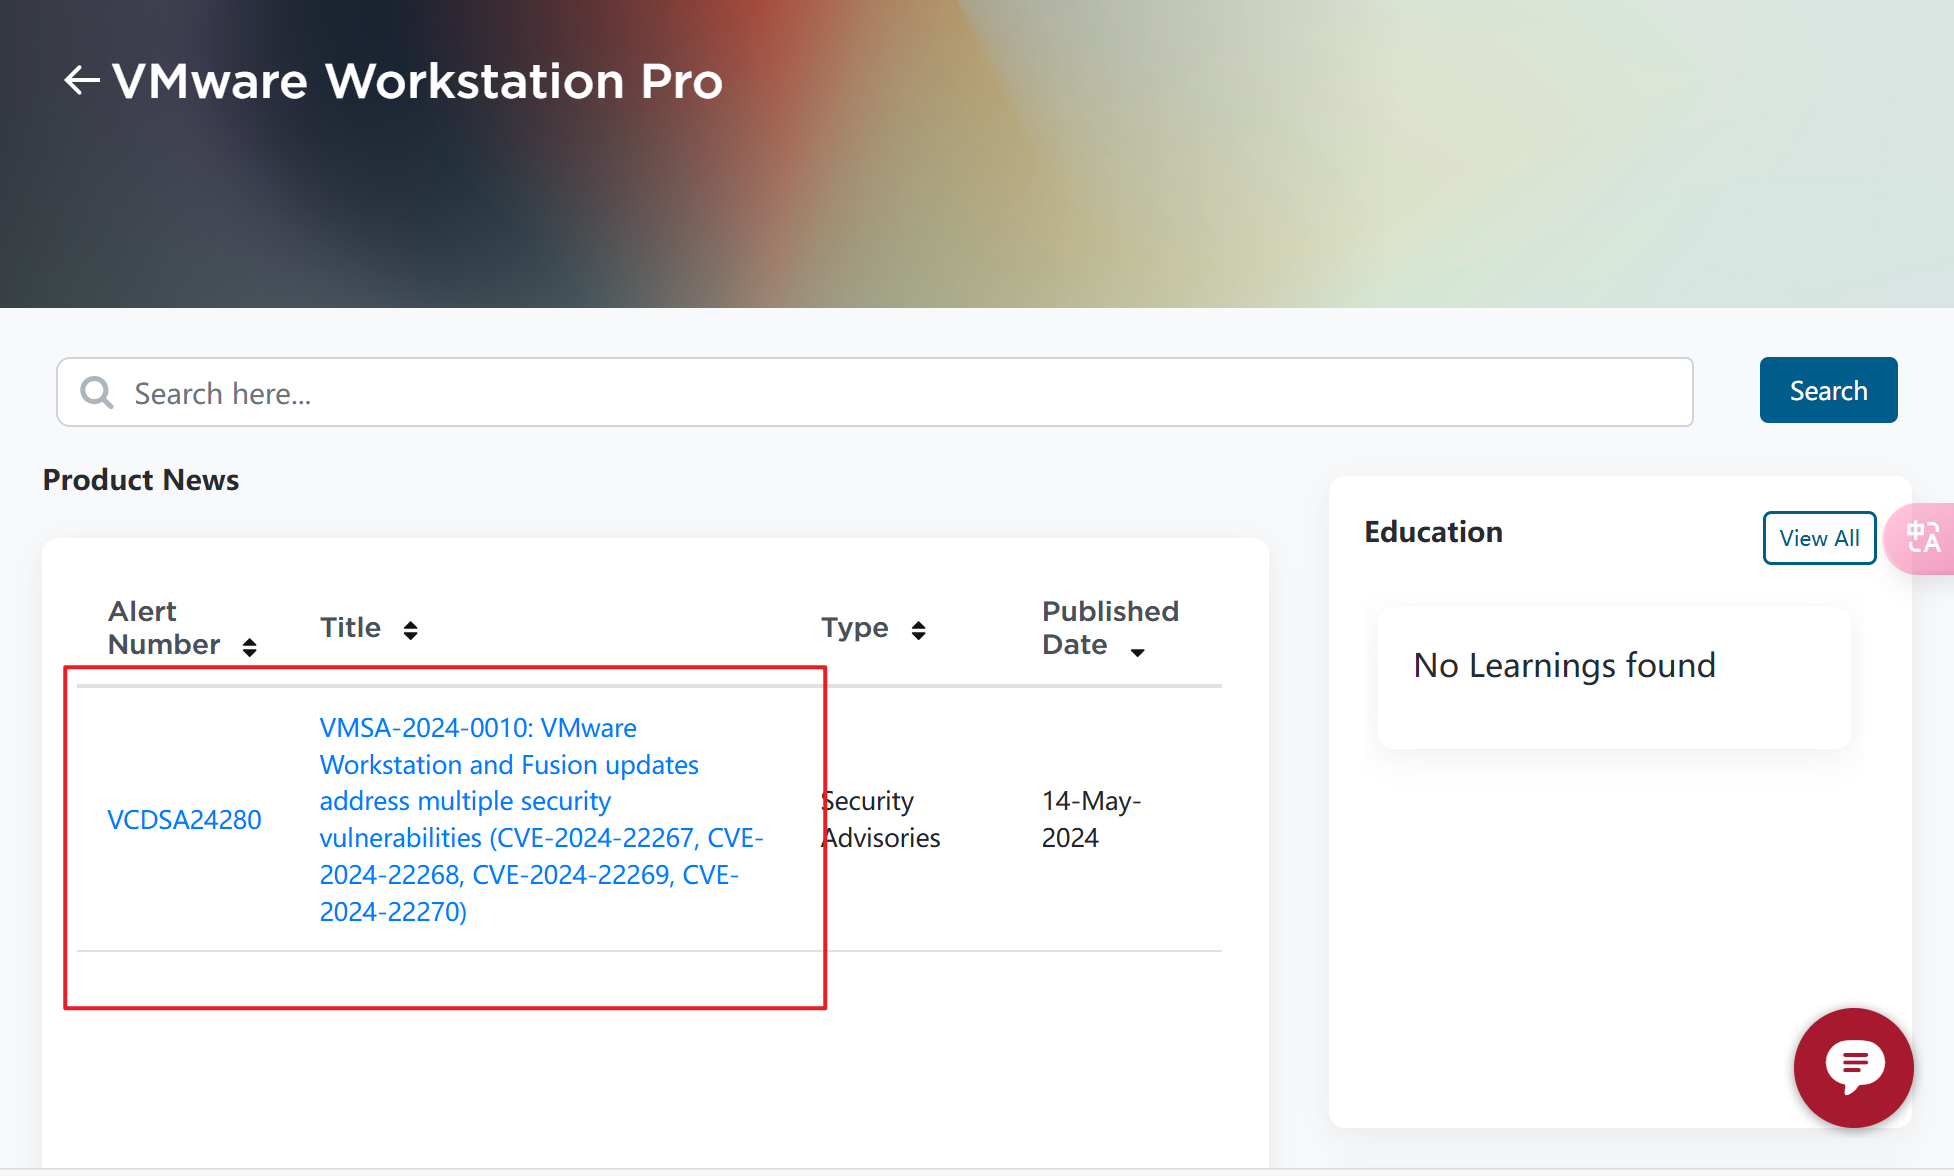 VMware Workstation Pro
Search here...
Search
Product News
Education
View All
中A
No Learnings found
Alert
Number
Title
Type
Published
Date
VCDSA24280
VMSA-2024-0010: VMware
Workstation and Fusion updates
address multiple security
vulnerabilities (CVE-2024-22267, CVE-
2024-22268, CVE-2024-22269, CVE-
2024-22270)
Security
Advisories
14-May-
2024